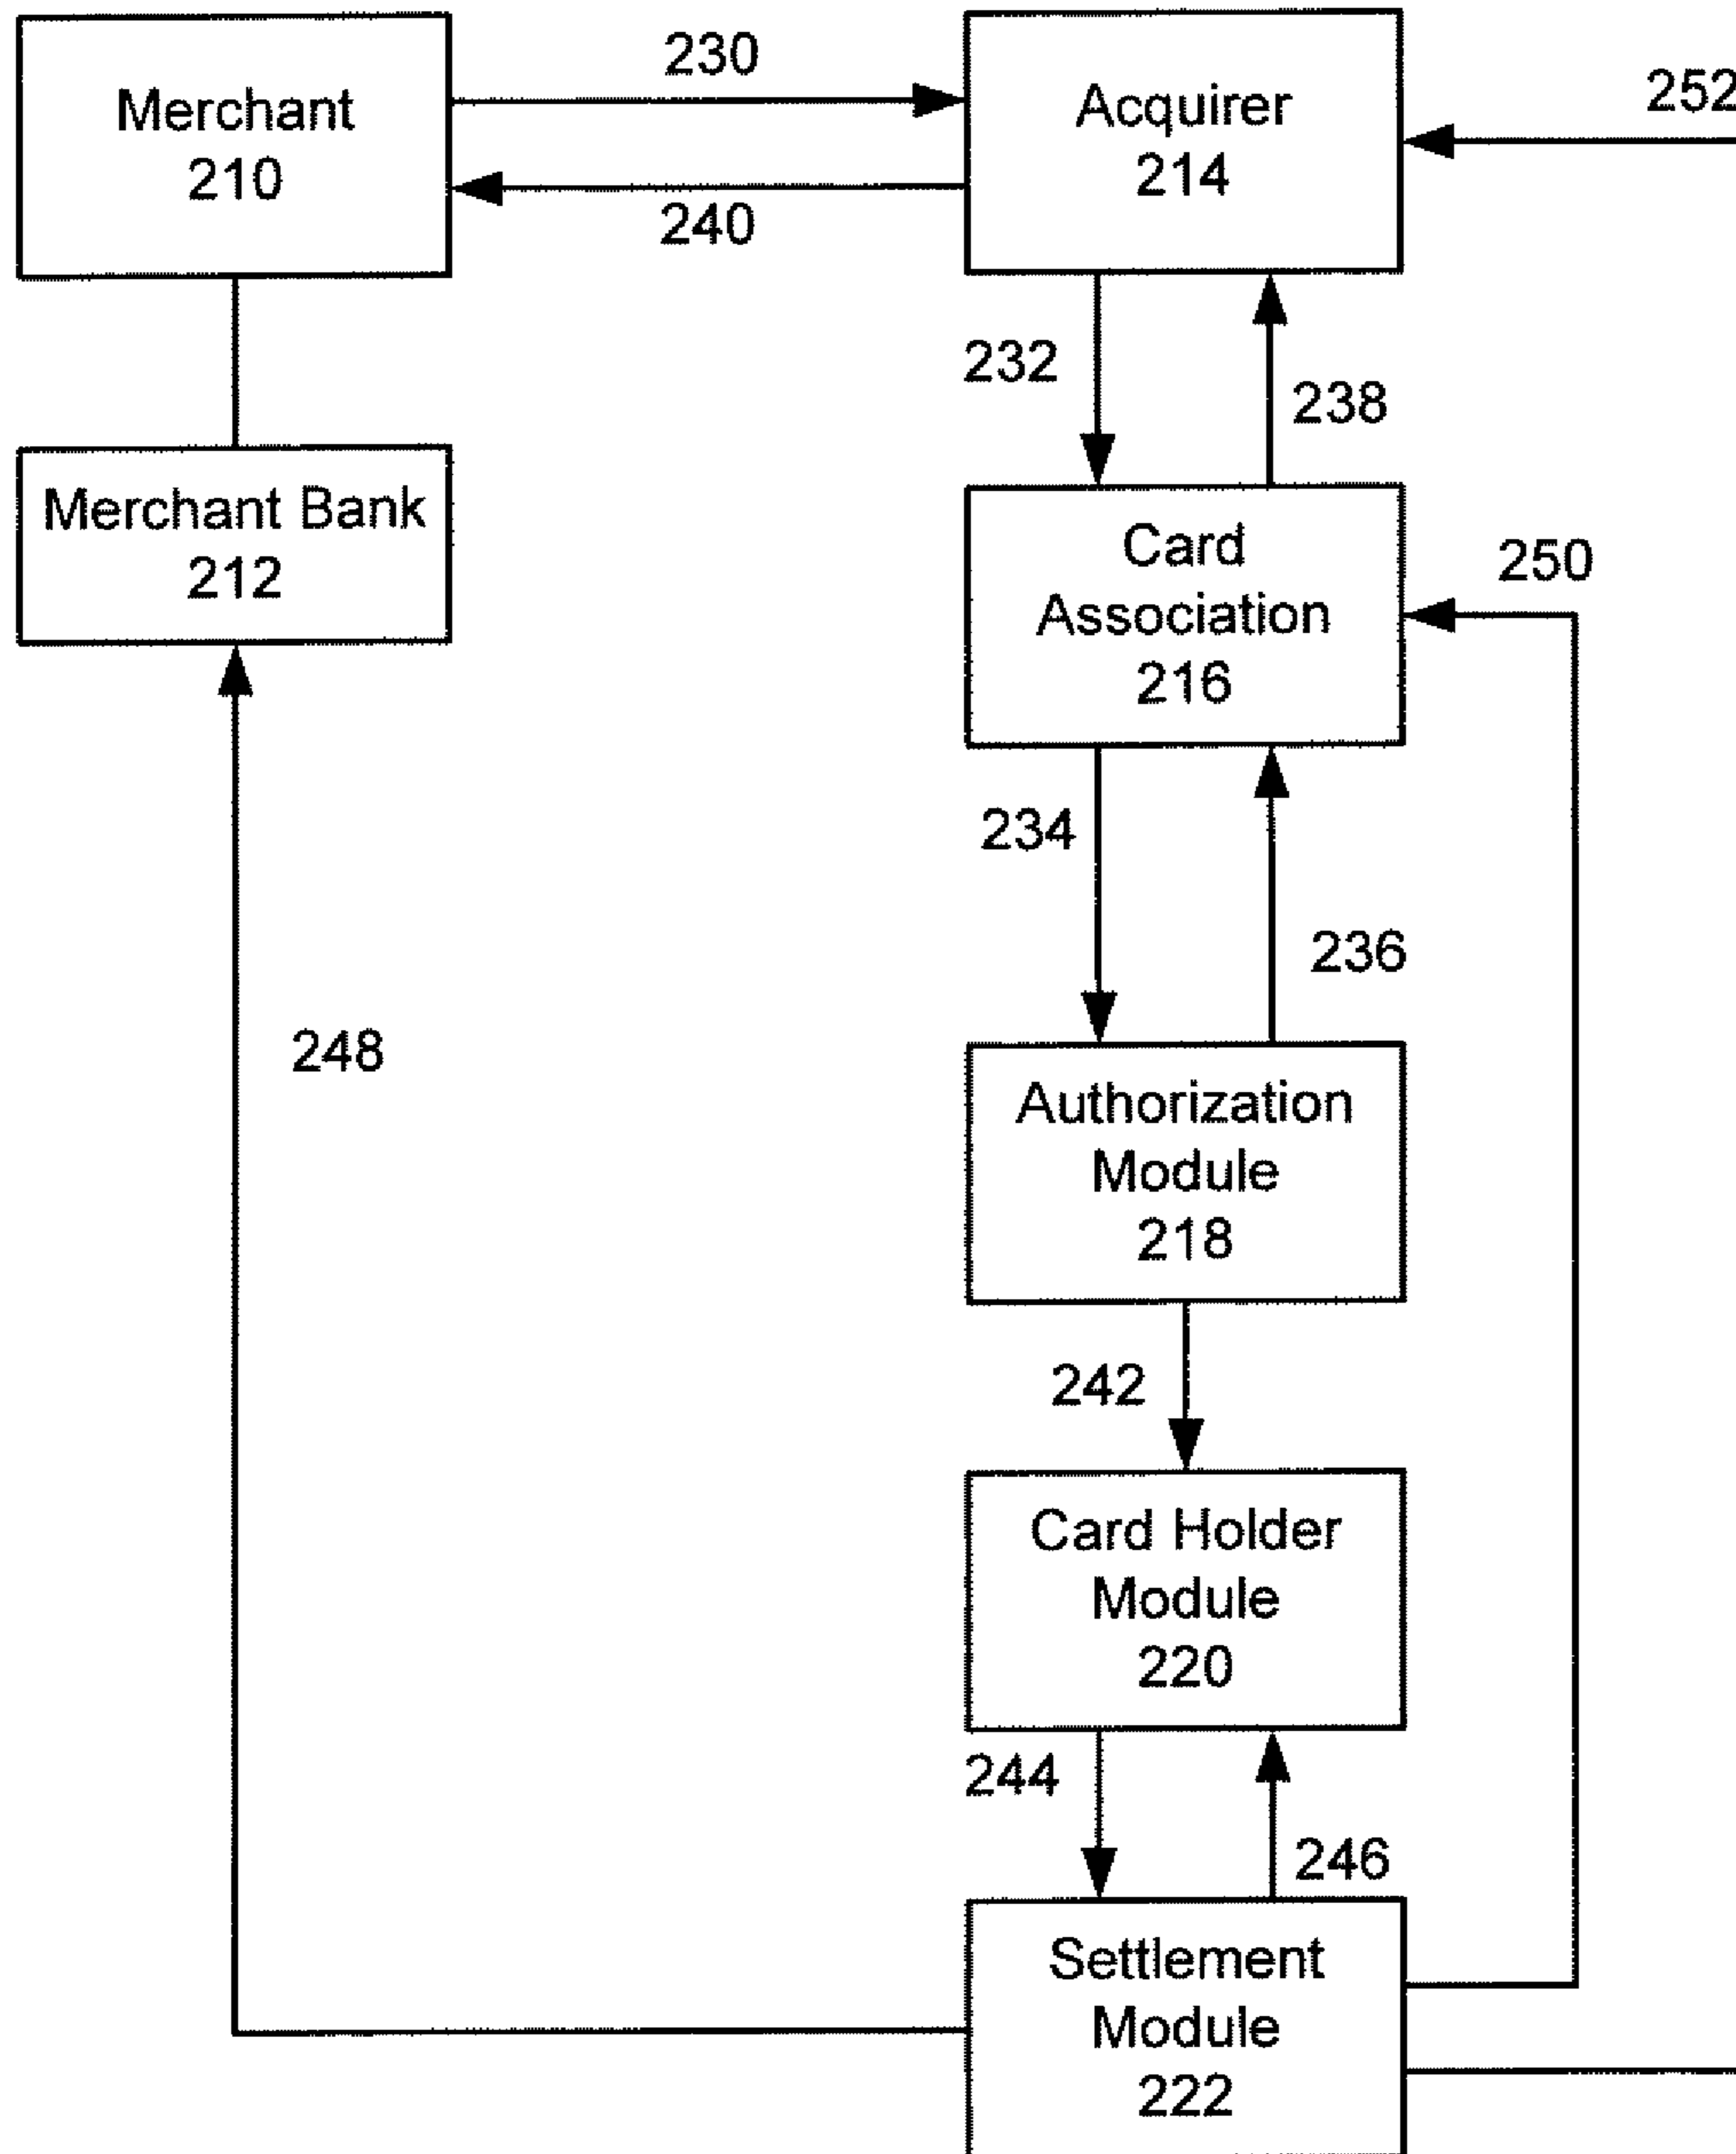 230
Merchant
210
Acquirer
214
252
240
232
238
Merchant Bank
212
Card
Association
216
250
234
236
248
Authorization
Module
218
242
Card Holder
Module
220
244
246
Settlement
Module
222